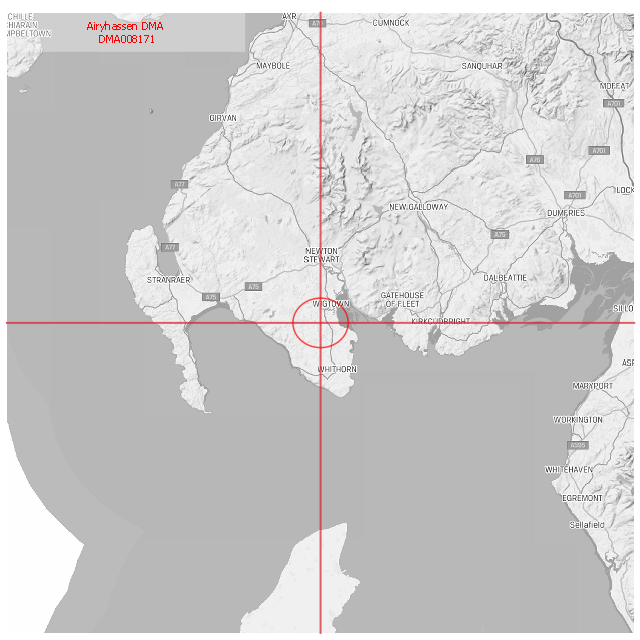 AYR
A76
CUMNOCK
CHILLE
CHIARAIN
MPBELTOWN
Airyhassen DMA
DMA008171
MAYBOLE
SANQUHAR
MOFFAT
A701
GIRVAN
A701
A76
A77
A701
LOCK
NEW GALLOWAY
DUMFRIES
A75
A77
NEWTON
STEWART
STRANRAER
DALBEATTIE
A75
A75
GATEHOUSE
OF FLEET
WIGTOWN
SILLO
KIRKCUDBRIGHT
ASP
WHITHORN
MARYPORT
WORKINGTON
A595
WHITEHAVEN
EGREMONT
Sellafield